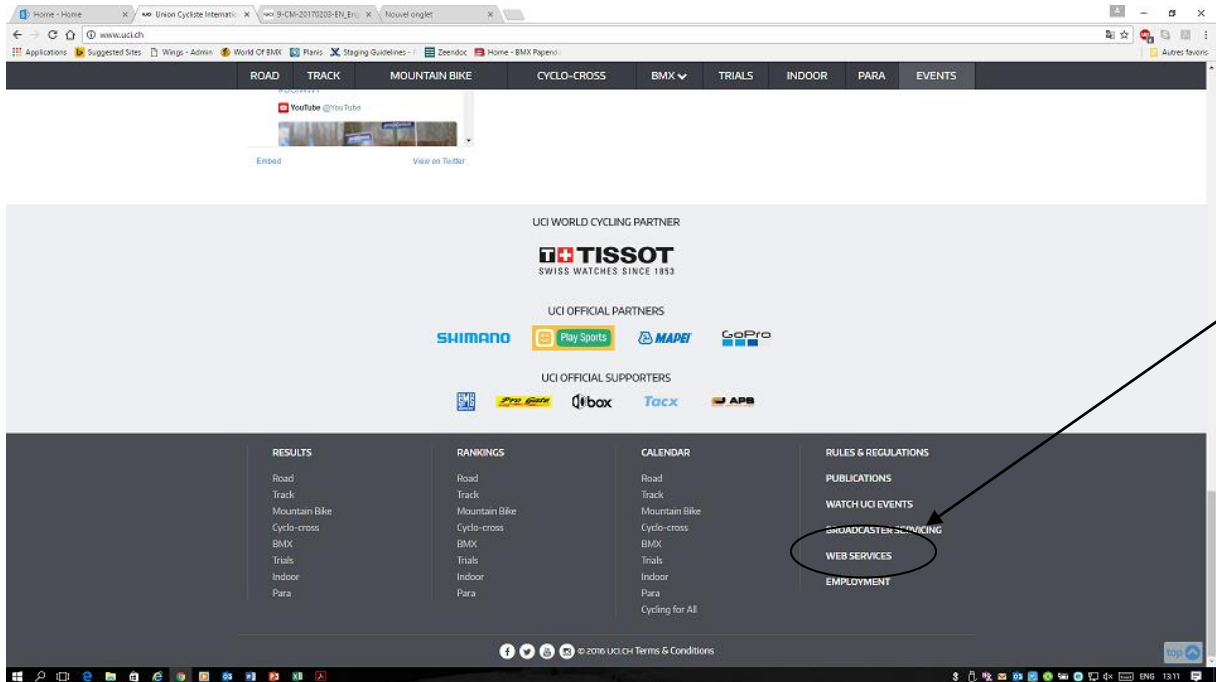 Home - Home
Union Cycliste Internatio
9-CM-20170203-EN_Eng
Nouvel onglet
www.uci.ch
Applications Suggested Sites Wings - Admin World Of BMX Planis Staging Guidelines - Zeendoc Home - BMX Papend Autres favoris
ROAD TRACK MOUNTAIN BIKE CYCLO-CROSS BMX TRIALS INDOOR PARA EVENTS
YouTube @YouTube
Embed View on Twitter
UCI WORLD CYCLING PARTNER
TISSOT
SWISS WATCHES SINCE 1853
UCI OFFICIAL PARTNERS
SHIMANO Play Sports MAPEI GoPro
UCI OFFICIAL SUPPORTERS
Pro Gate box Tacx APB
RESULTS
Road
Track
Mountain Bike
Cyclo-cross
BMX
Trials
Indoor
Para
RANKINGS
Road
Track
Mountain Bike
Cyclo-cross
BMX
Trials
Indoor
Para
CALENDAR
Road
Track
Mountain Bike
Cyclo-cross
BMX
Trials
Indoor
Para
Cycling for All
RULES & REGULATIONS
PUBLICATIONS
WATCH UCI EVENTS
BROADCASTER SERVICING
WEB SERVICES
EMPLOYMENT
© 2016 UCI.CH Terms & Conditions
top
ENG 13:11